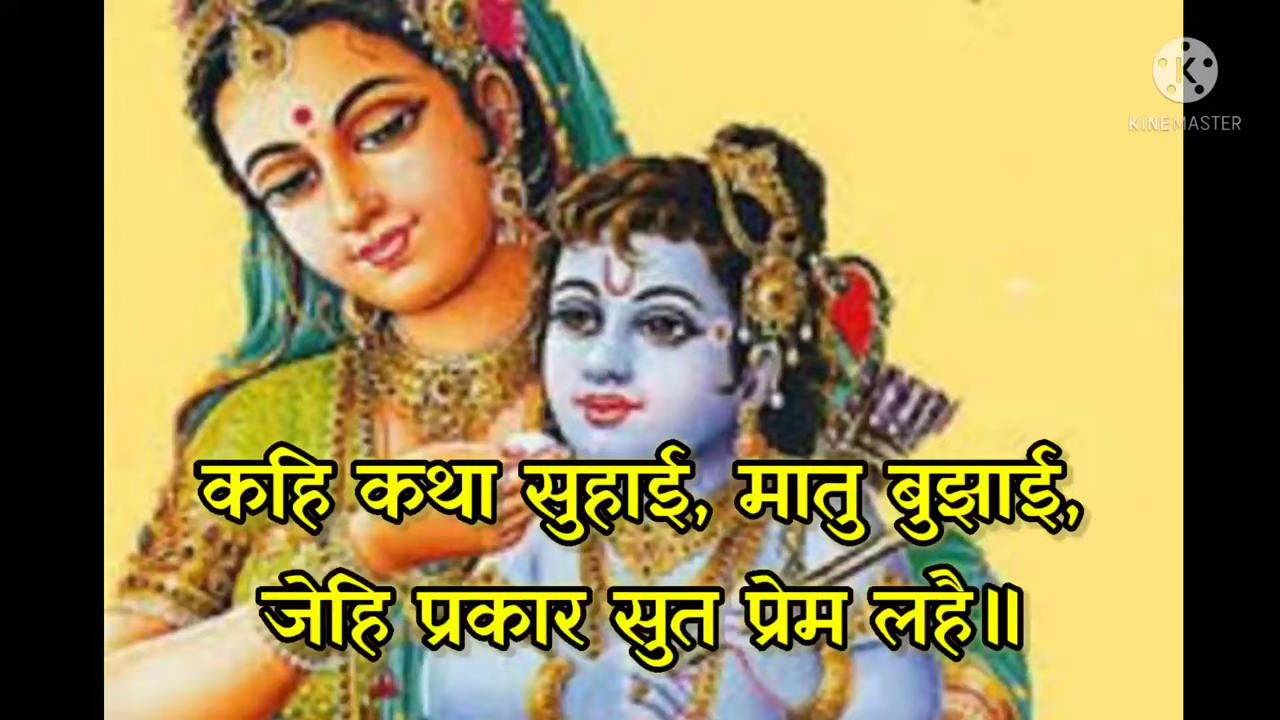 KINEMASTER
कहि कथा सुहाई, मातु बुझाई,
जेहि प्रकार सुत प्रेम लहै॥